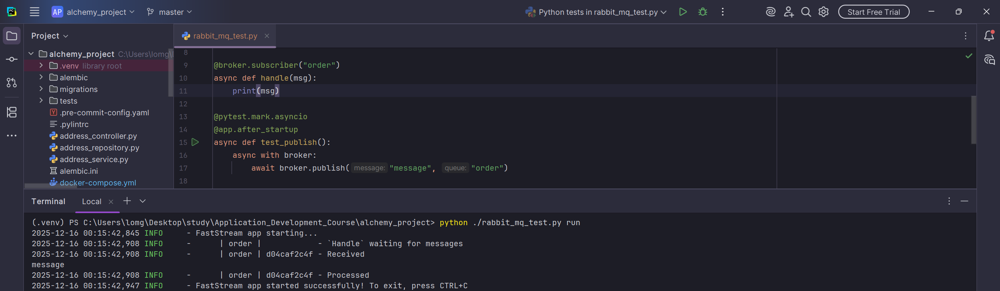 PC
AP alchemy_project master Python tests in rabbit_mq_test.py Start Free Trial
Project
rabbit_mq_test.py
alchemy_project C:\Users\lomg\
.venv library root
alembic
migrations
tests
.pre-commit-config.yaml
.pylintrc
address_controller.py
address_repository.py
address_service.py
alembic.ini
docker-compose.yml
8
9 @broker.subscriber("order")
10 async def handle(msg):
11 print(msg)
12
13 @pytest.mark.asyncio
14 @app.after_startup
15 async def test_publish():
16 async with broker:
17 await broker.publish( message: "message", queue: "order")
18
Terminal Local
(.venv) PS C:\Users\lomg\Desktop\study\Application_Development_Course\alchemy_project> python ./rabbit_mq_test.py run
2025-12-16 00:15:42,845 INFO - FastStream app starting...
2025-12-16 00:15:42,908 INFO - | order | - `Handle` waiting for messages
2025-12-16 00:15:42,908 INFO - | order | d04caf2c4f - Received
message
2025-12-16 00:15:42,908 INFO - | order | d04caf2c4f - Processed
2025-12-16 00:15:42,947 INFO - FastStream app started successfully! To exit, press CTRL+C